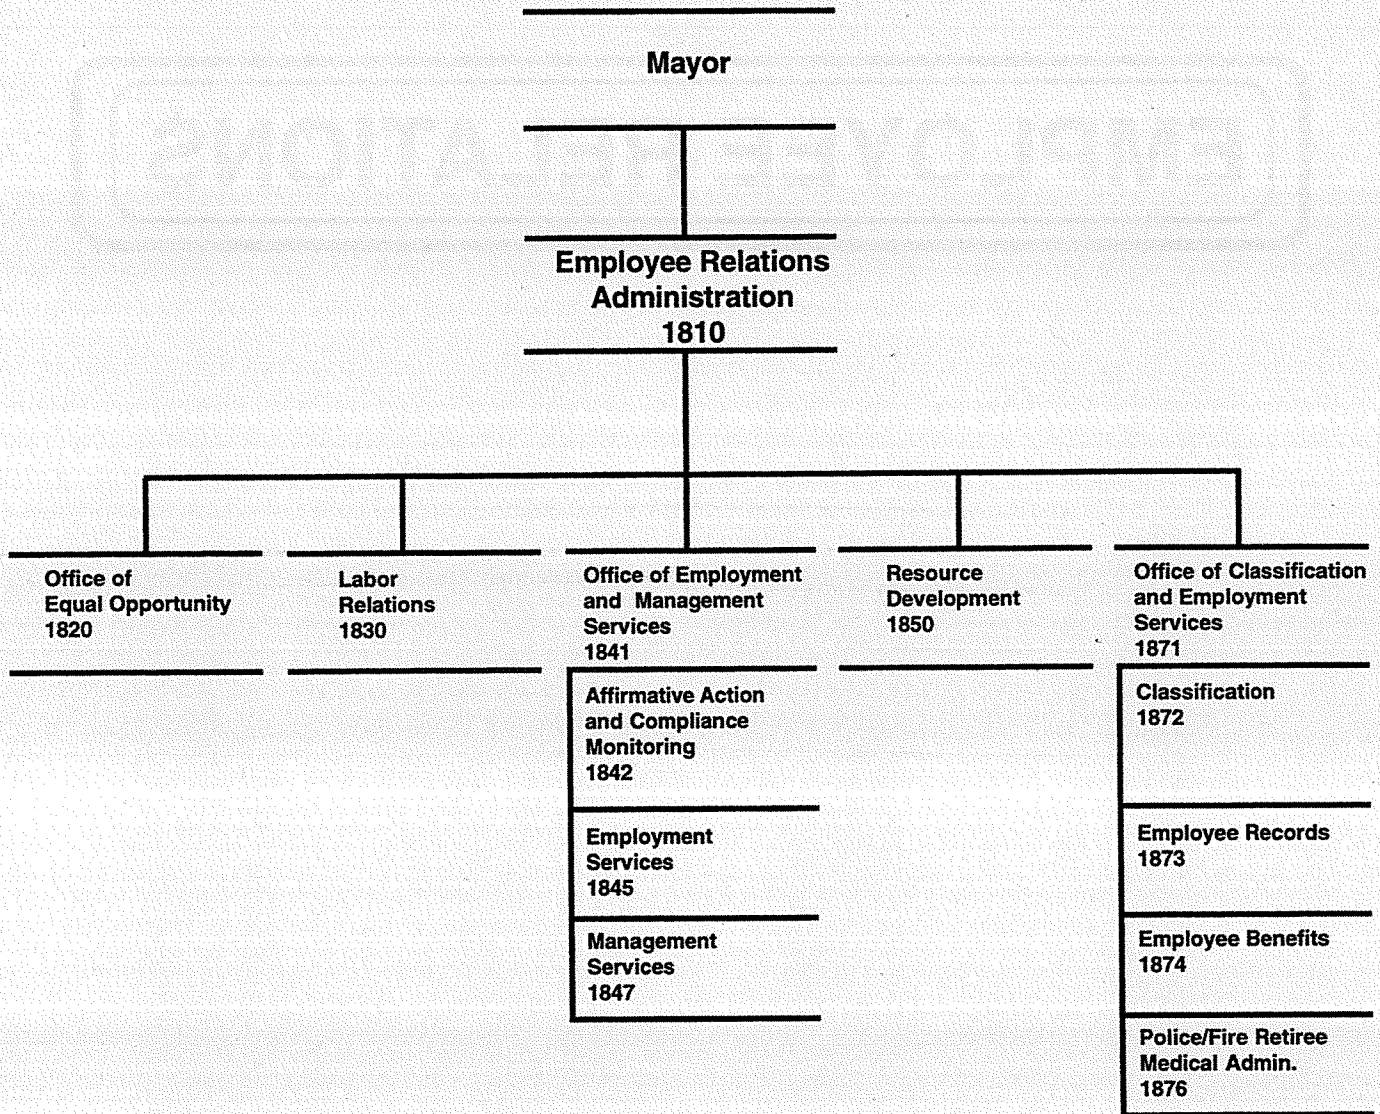 Mayor
Employee Relations
Administration
1810
Office of
Equal Opportunity
1820
Labor
Relations
1830
Office of Employment
and Management
Services
1841
Affirmative Action
and Compliance
Monitoring
1842
Employment
Services
1845
Management
Services
1847
Resource
Development
1850
Office of Classification
and Employment
Services
1871
Classification
1872
Employee Records
1873
Employee Benefits
1874
Police/Fire Retiree
Medical Admin.
1876